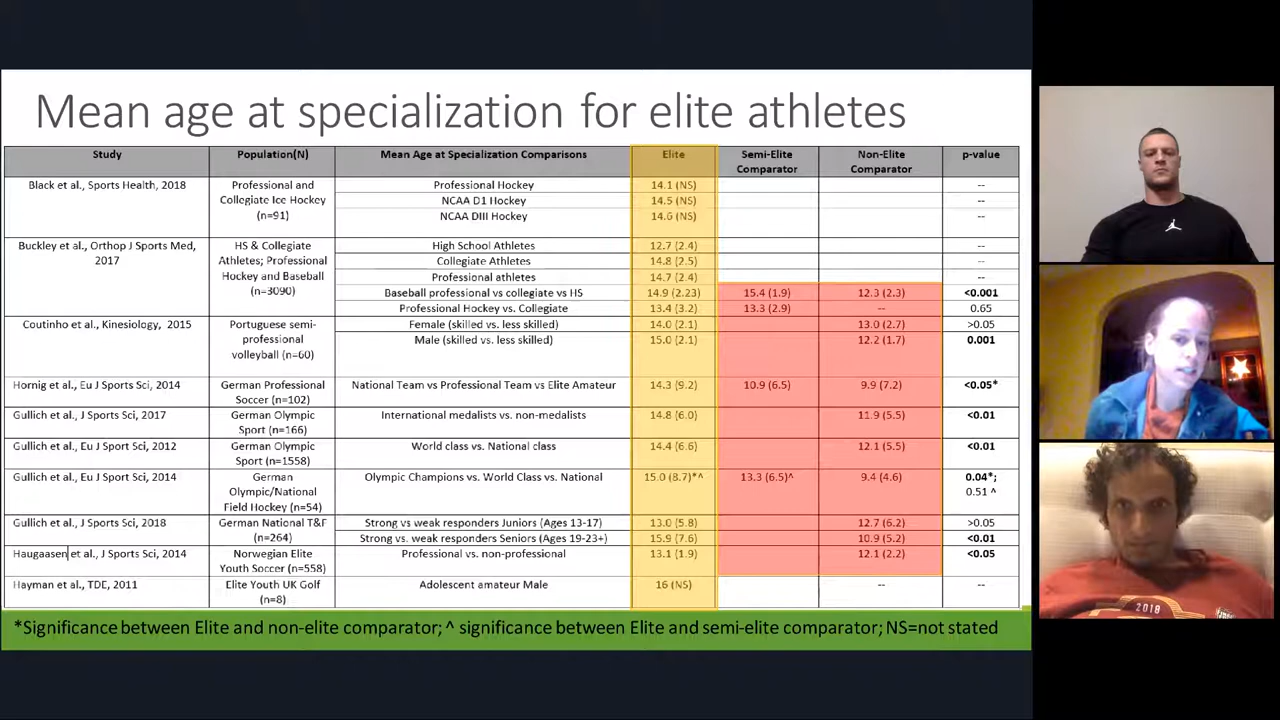 Mean age at specialization for elite athletes
Study Population(N) Mean Age at Specialization Comparisons Elite Semi-Elite Comparator Non-Elite Comparator p-value
Black et al., Sports Health, 2018 Professional and Collegiate Ice Hockey (n=91)
Professional Hockey 14.1 (NS) --
NCAA D1 Hockey 14.5 (NS) --
NCAA DIII Hockey 14.6 (NS) --
Buckley et al., Orthop J Sports Med, 2017 HS & Collegiate Athletes; Professional Hockey and Baseball (n=3090)
High School Athletes 12.7 (2.4) --
Collegiate Athletes 14.8 (2.5) --
Professional athletes 14.7 (2.4) --
Baseball professional vs collegiate vs HS 14.9 (2.23) 15.4 (1.9) 12.3 (2.3) <0.001
Professional Hockey vs. Collegiate 13.4 (3.2) 13.3 (2.9) -- 0.65
Coutinho et al., Kinesiology, 2015 Portuguese semi-professional volleyball (n=60)
Female (skilled vs. less skilled) 14.0 (2.1) 13.0 (2.7) >0.05
Male (skilled vs. less skilled) 15.0 (2.1) 12.2 (1.7) 0.001
Hornig et al., Eu J Sports Sci, 2014 German Professional Soccer (n=102) National Team vs Professional Team vs Elite Amateur 14.3 (9.2) 10.9 (6.5) 9.9 (7.2) <0.05*
Gullich et al., J Sports Sci, 2017 German Olympic Sport (n=166) International medalists vs. non-medalists 14.8 (6.0) 11.9 (5.5) <0.01
Gullich et al., Eu J Sport Sci, 2012 German Olympic Sport (n=1558) World class vs. National class 14.4 (6.6) 12.1 (5.5) <0.01
Gullich et al., Eu J Sport Sci, 2014 German Olympic/National Field Hockey (n=54) Olympic Champions vs. World Class vs. National 15.0 (8.7)*^ 13.3 (6.5)^ 9.4 (4.6) 0.04*; 0.51 ^
Gullich et al., J Sports Sci, 2018 German National T&F (n=264)
Strong vs weak responders Juniors (Ages 13-17) 13.0 (5.8) 12.7 (6.2) >0.05
Strong vs. weak responders Seniors (Ages 19-23+) 15.9 (7.6) 10.9 (5.2) <0.01
Haugaasen et al., J Sports Sci, 2014 Norwegian Elite Youth Soccer (n=558) Professional vs. non-professional 13.1 (1.9) 12.1 (2.2) <0.05
Hayman et al., TDE, 2011 Elite Youth UK Golf (n=8) Adolescent amateur Male 16 (NS) -- --
*Significance between Elite and non-elite comparator; ^ significance between Elite and semi-elite comparator; NS=not stated
2018